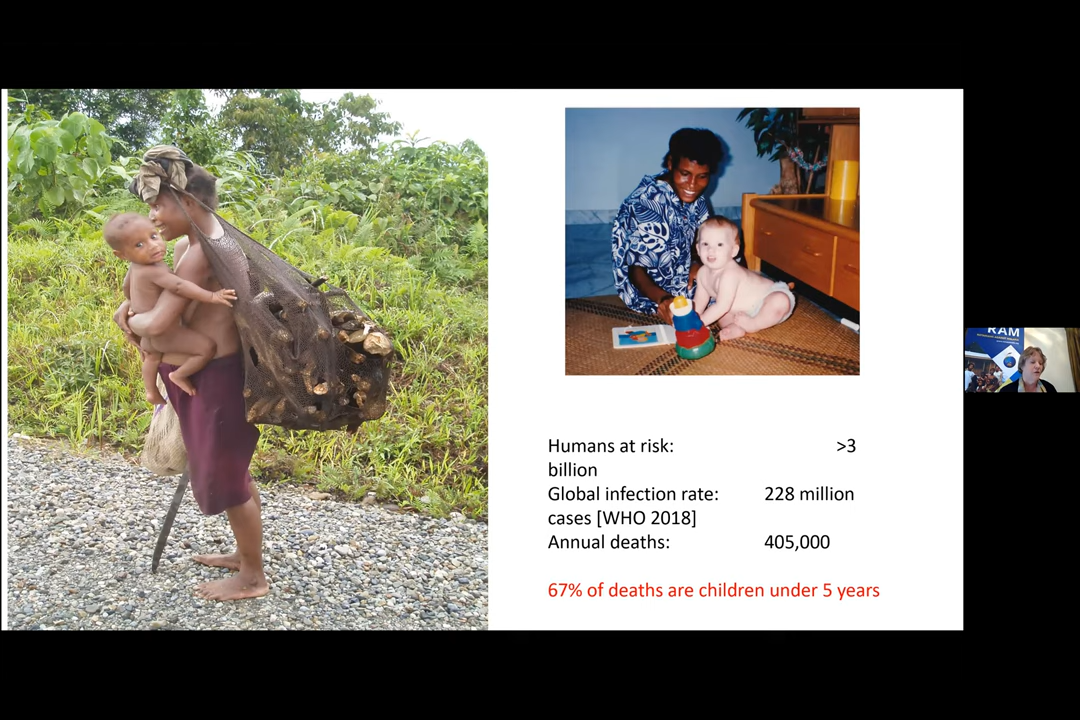 Humans at risk: >3
billion
Global infection rate: 228 million
cases [WHO 2018]
Annual deaths: 405,000
67% of deaths are children under 5 years
RAM